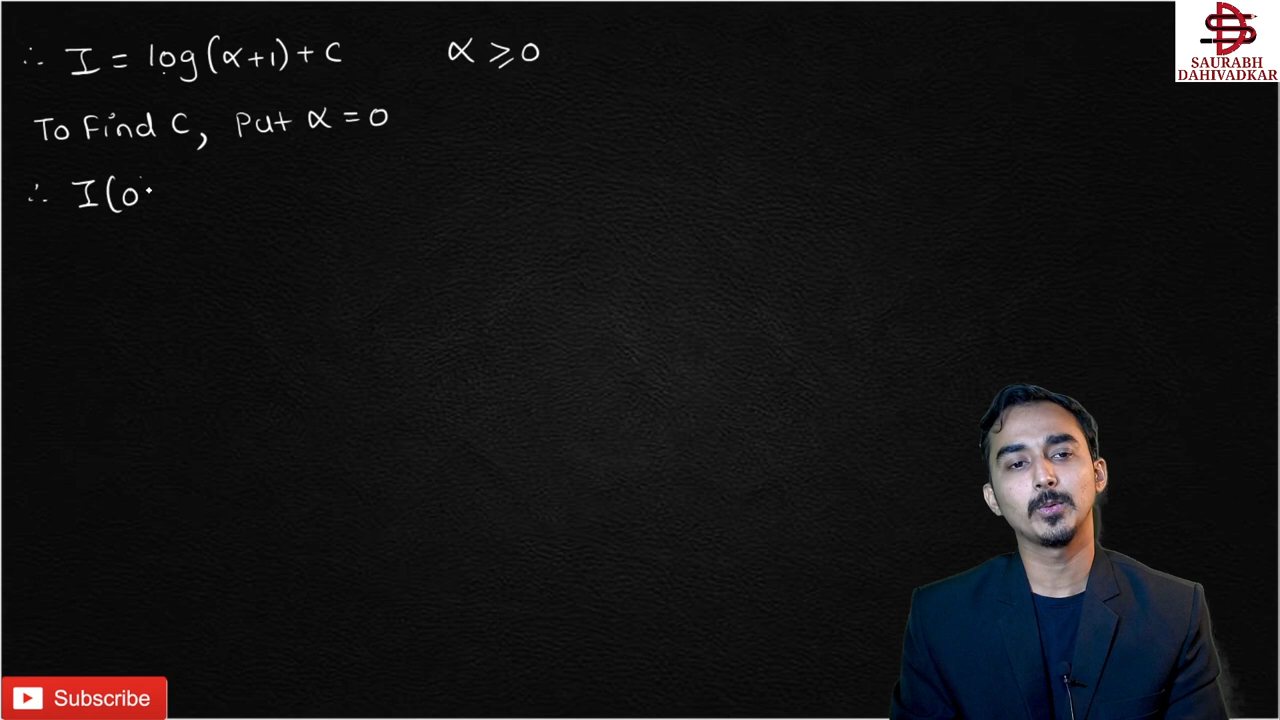 ∴ I = log(α+1) + C α ≥ 0
To Find C, Put α = 0
∴ I(0
SAURABH
DAHIVADKAR
Subscribe